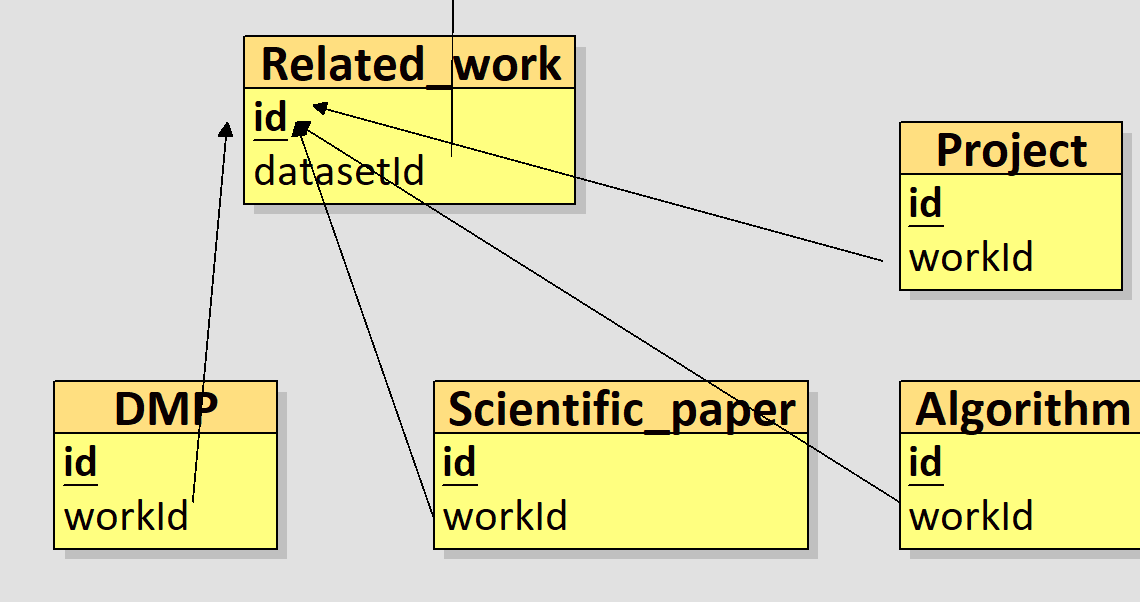 Related_work
id
datasetId
Project
id
workId
DMP
id
workId
Scientific_paper
id
workId
Algorithm
id
workId